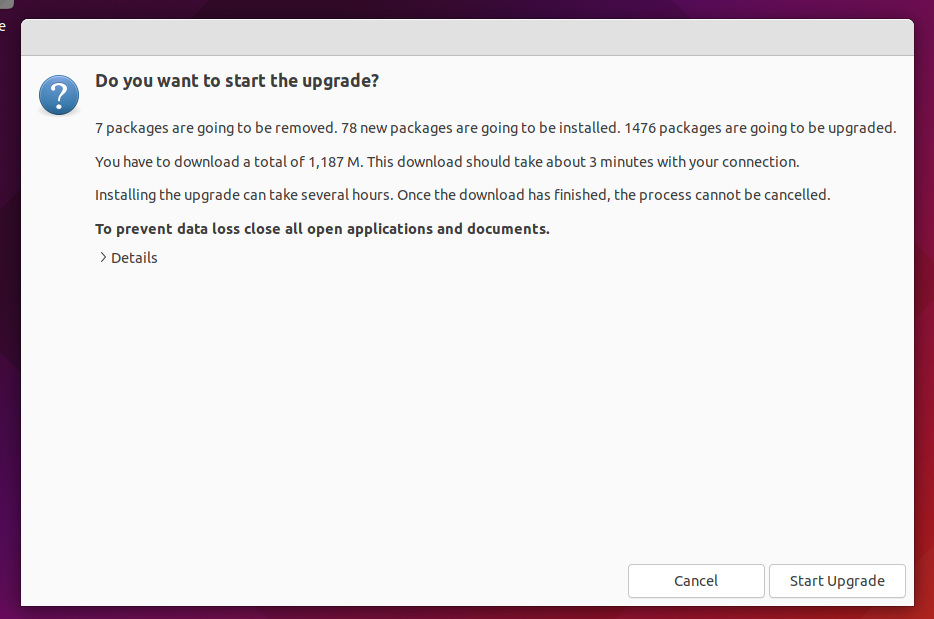 e
Do you want to start the upgrade?
7 packages are going to be removed. 78 new packages are going to be installed. 1476 packages are going to be upgraded.
You have to download a total of 1,187 M. This download should take about 3 minutes with your connection.
Installing the upgrade can take several hours. Once the download has finished, the process cannot be cancelled.
To prevent data loss close all open applications and documents.
Details
Cancel Start Upgrade